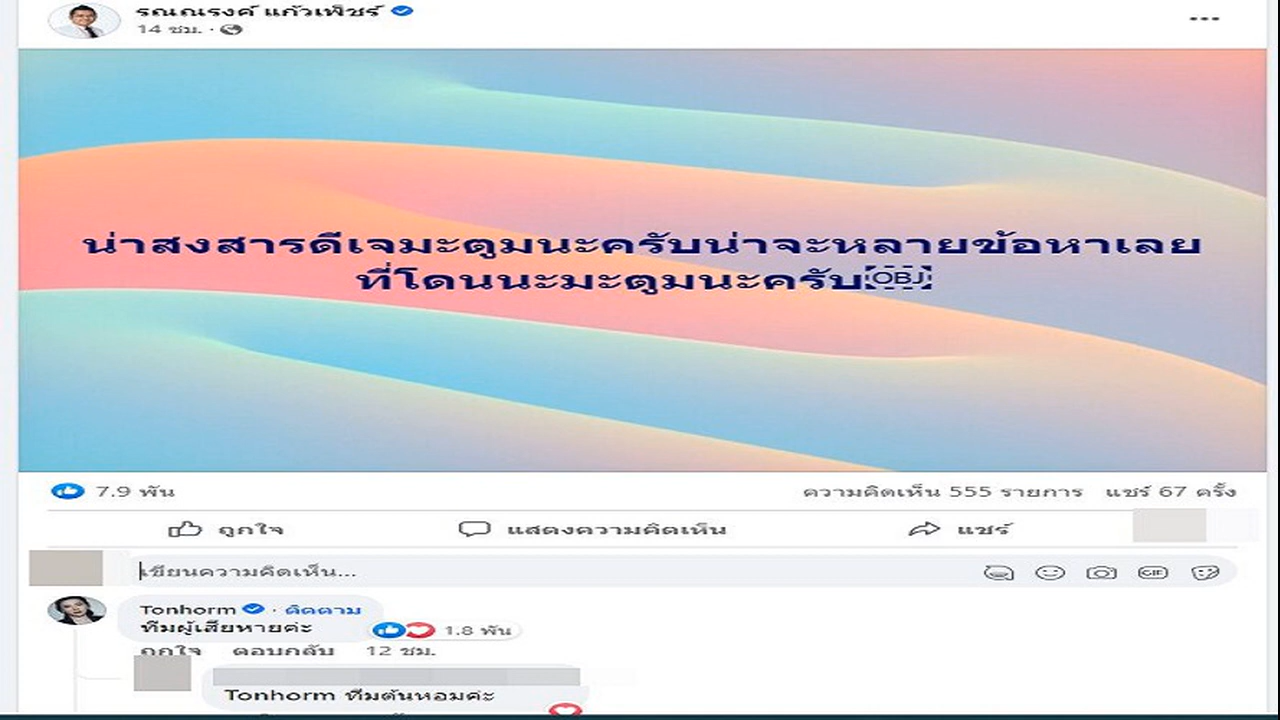 รณณรงค์ แก้วเพ็ชร์
14 ชม. ·
น่าสงสารดีเจมะตูมนะครับน่าจะหลายข้อหาเลย
ที่โดนนะมะตูมนะครับOBJ
7.9 พัน
ความคิดเห็น 555 รายการ แชร์ 67 ครั้ง
ถูกใจ แสดงความคิดเห็น แชร์
เขียนความคิดเห็น...
GIF
Tonhorm · ติดตาม
ทีมผู้เสียหายค่ะ
1.8 พัน
ถูกใจ ตอบกลับ 12 ชม.
Tonhorm ทีมต้นหอมค่ะ